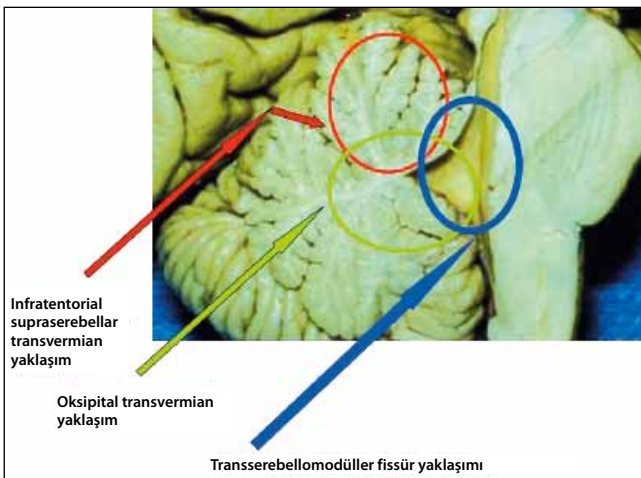 Infratentorial
supraserebellar
transvermian
yaklaşım
Oksipital transvermian
yaklaşım
Transserebellomodüller fissür yaklaşımı